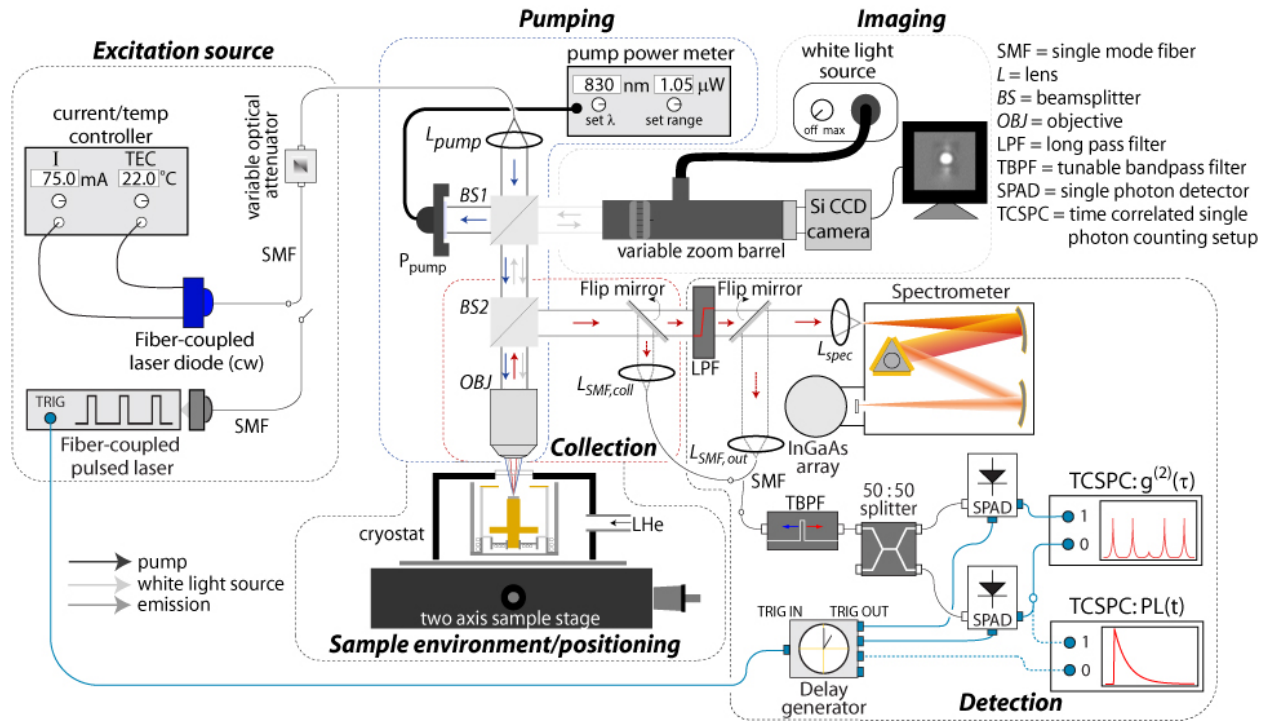 Pumping
Imaging
Excitation source
pump power meter
830 nm 1.05 μW
set λ set range
white light
source
off max
SMF = single mode fiber
L = lens
BS = beamsplitter
OBJ = objective
LPF = long pass filter
TBPF = tunable bandpass filter
SPAD = single photon detector
TCSPC = time correlated single
photon counting setup
current/temp
controller
I TEC
75.0 mA 22.0 °C
variable optical
attenuator
SMF
Fiber-coupled
laser diode (cw)
TRIG
Fiber-coupled
pulsed laser
SMF
Lpump
BS1
Ppump
variable zoom barrel
Si CCD
camera
BS2
Flip mirror
Flip mirror
LPF
LSMF,coll
OBJ
Collection
Spectrometer
Lspec
InGaAs
array
LSMF,out
SMF
TBPF
50 : 50
splitter
SPAD
SPAD
TCSPC: g(2)(τ)
1
0
TCSPC: PL(t)
1
0
cryostat
LHe
two axis sample stage
Sample environment/positioning
pump
white light source
emission
TRIG IN TRIG OUT
Delay
generator
Detection